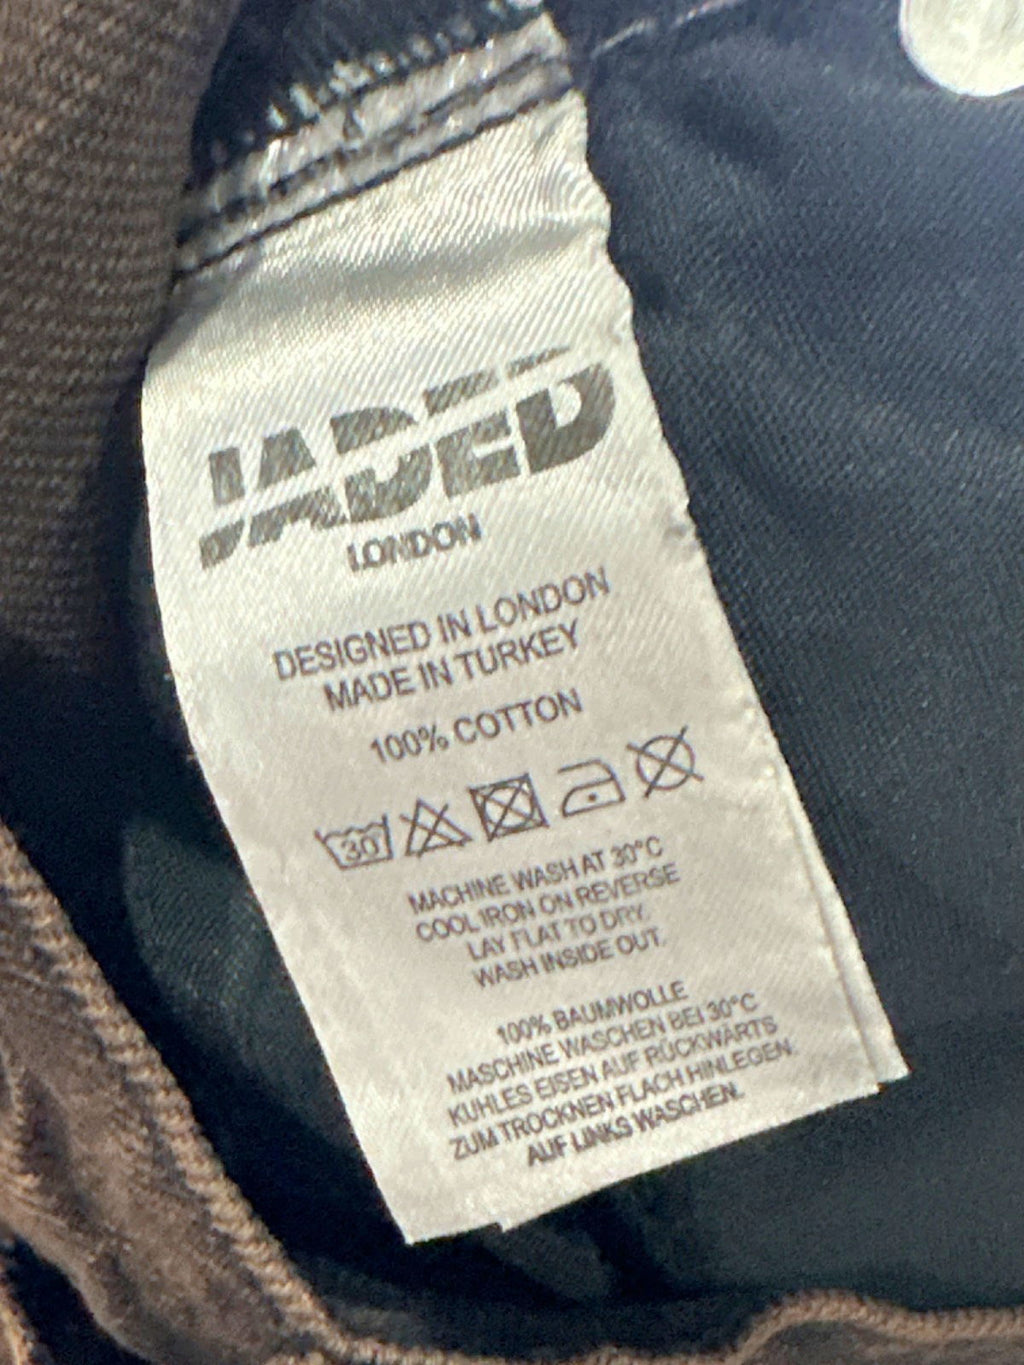 JADED
LONDON
DESIGNED IN LONDON
MADE IN TURKEY
100% COTTON
30
MACHINE WASH AT 30°C
COOL IRON ON REVERSE
LAY FLAT TO DRY.
WASH INSIDE OUT.
100% BAUMWOLLE
MASCHINE WASCHEN BEI 30°C
KUHLES EISEN AUF RÜCKWÄRTS
ZUM TROCKNEN FLACH HINLEGEN.
AUF LINKS WASCHEN.